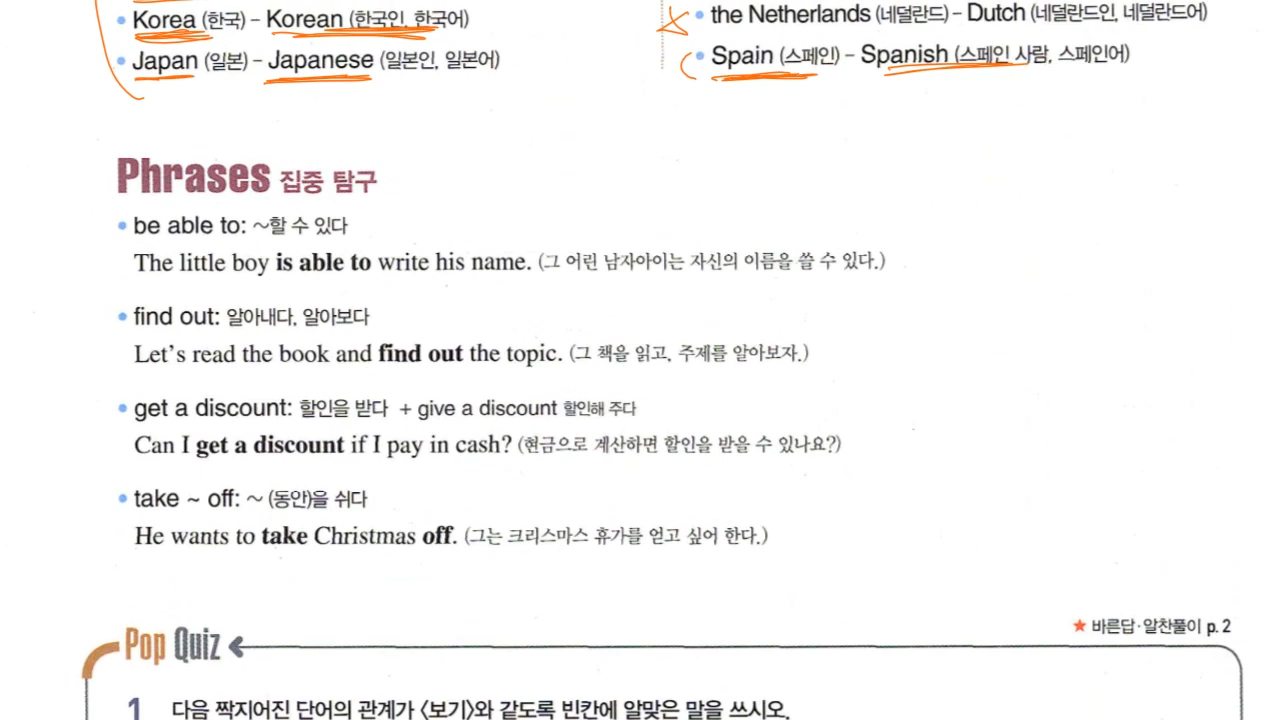 Korea (한국) – Korean (한국인, 한국어)
Japan (일본) – Japanese (일본인, 일본어)
the Netherlands (네덜란드) – Dutch (네덜란드인, 네덜란드어)
Spain (스페인) – Spanish (스페인 사람, 스페인어)
Phrases 집중 탐구
be able to: ~할 수 있다
The little boy is able to write his name. (그 어린 남자아이는 자신의 이름을 쓸 수 있다.)
find out: 알아내다, 알아보다
Let's read the book and find out the topic. (그 책을 읽고, 주제를 알아보자.)
get a discount: 할인을 받다 + give a discount 할인해 주다
Can I get a discount if I pay in cash? (현금으로 계산하면 할인을 받을 수 있나요?)
take ~ off: ~ (동안)을 쉬다
He wants to take Christmas off. (그는 크리스마스 휴가를 얻고 싶어 한다.)
★ 바른답·알찬풀이 p. 2
Pop Quiz
1 다음 짝지어진 단어의 관계가 〈보기〉와 같도록 빈칸에 알맞은 말을 쓰시오.